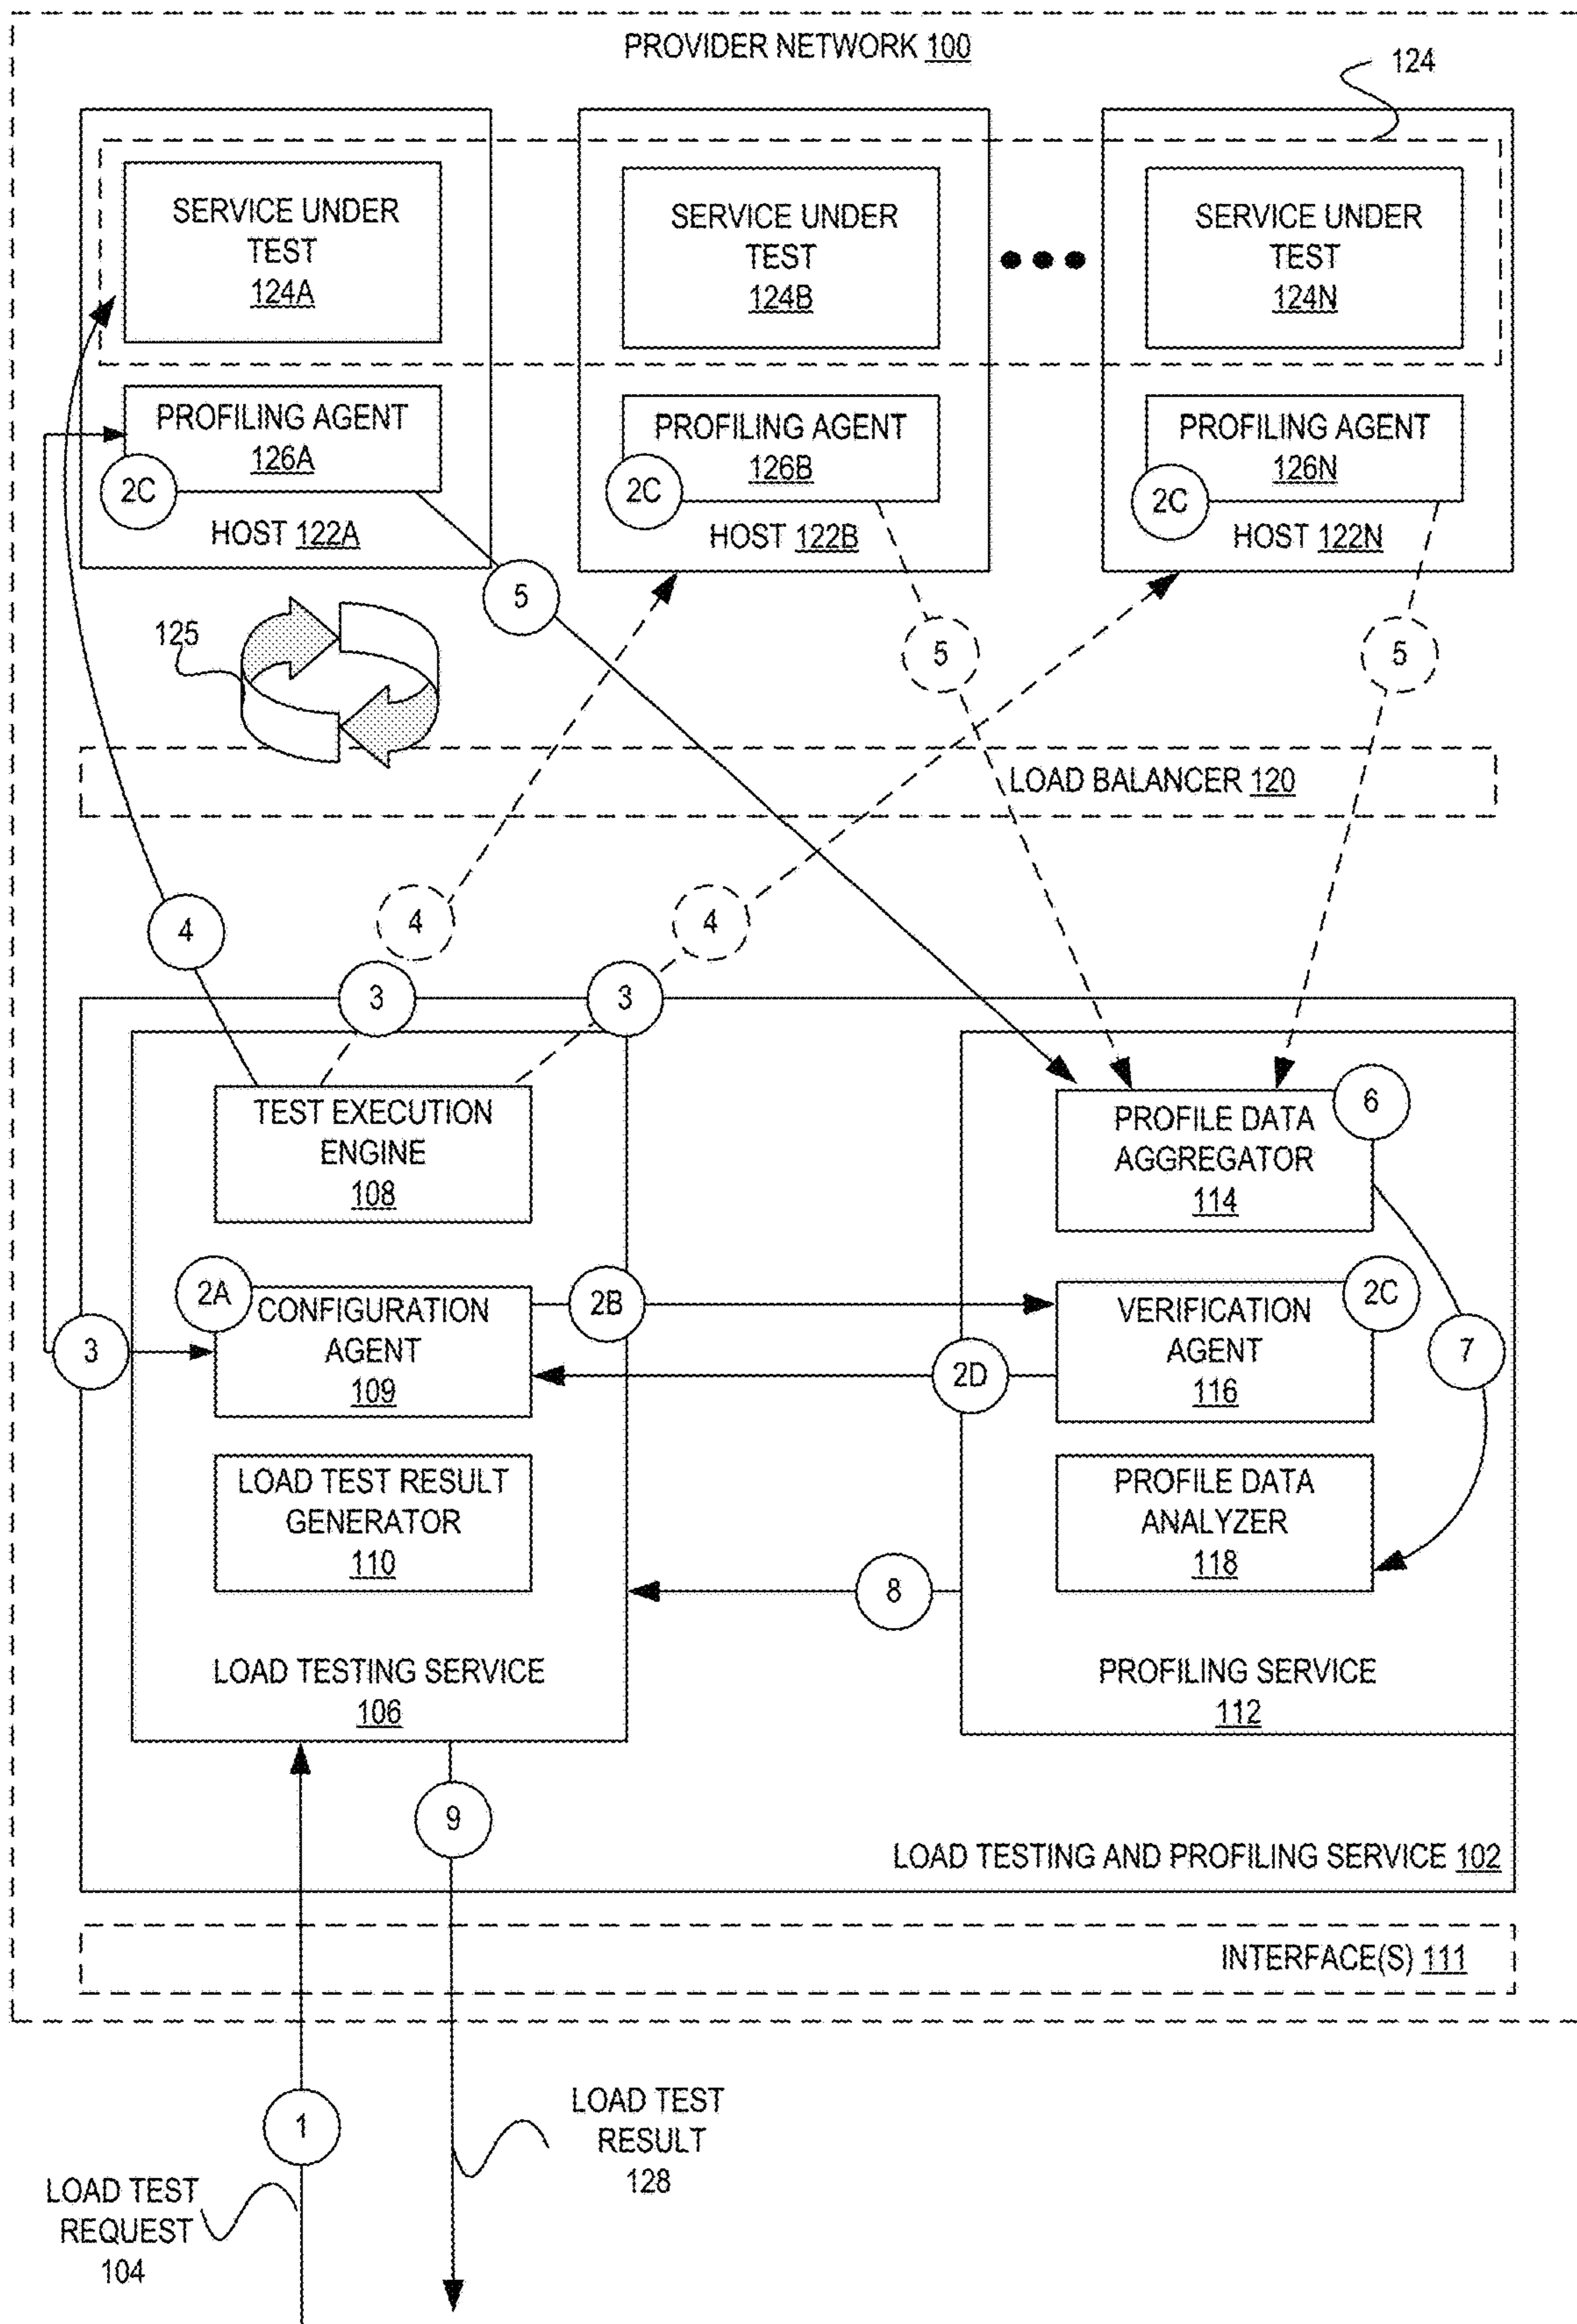 PROVIDER NETWORK 100
124
SERVICE UNDER
TEST
124A
SERVICE UNDER
TEST
124B
SERVICE UNDER
TEST
124N
PROFILING AGENT
126A
2C
HOST 122A
PROFILING AGENT
126B
2C
HOST 122B
PROFILING AGENT
126N
2C
HOST 122N
5
5
5
125
LOAD BALANCER 120
4
4
4
3
3
TEST EXECUTION
ENGINE
108
PROFILE DATA
AGGREGATOR
114
6
2A
CONFIGURATION
AGENT
109
2B
VERIFICATION
AGENT
116
2C
3
2D
7
LOAD TEST RESULT
GENERATOR
110
PROFILE DATA
ANALYZER
118
8
LOAD TESTING SERVICE
106
PROFILING SERVICE
112
9
LOAD TESTING AND PROFILING SERVICE 102
INTERFACE(S) 111
1
LOAD TEST
RESULT
128
LOAD TEST
REQUEST
104